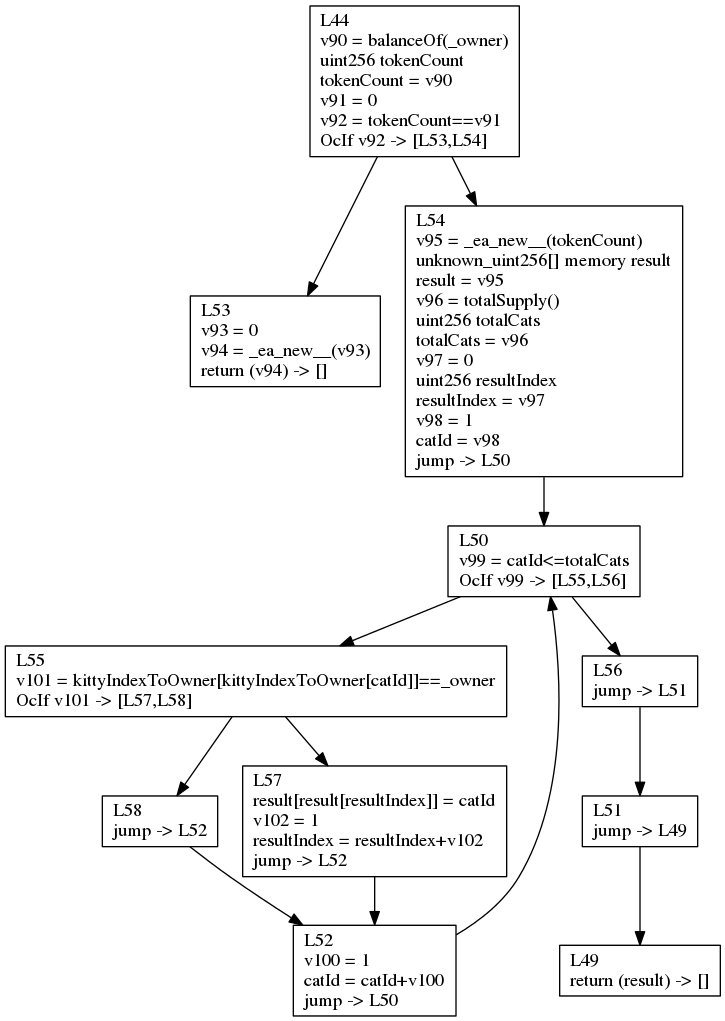 L44
v90 = balanceOf(_owner)
uint256 tokenCount
tokenCount = v90
v91 = 0
v92 = tokenCount==v91
OcIf v92 -> [L53,L54]
L54
v95 = _ea_new__(tokenCount)
unknown_uint256[] memory result
result = v95
v96 = totalSupply()
uint256 totalCats
totalCats = v96
v97 = 0
uint256 resultIndex
resultIndex = v97
v98 = 1
catId = v98
jump -> L50
L53
v93 = 0
v94 = _ea_new__(v93)
return (v94) -> []
L50
v99 = catId<=totalCats
OcIf v99 -> [L55,L56]
L55
v101 = kittyIndexToOwner[kittyIndexToOwner[catId]]==_owner
OcIf v101 -> [L57,L58]
L56
jump -> L51
L58
jump -> L52
L57
result[result[resultIndex]] = catId
v102 = 1
resultIndex = resultIndex+v102
jump -> L52
L51
jump -> L49
L52
v100 = 1
catId = catId+v100
jump -> L50
L49
return (result) -> []